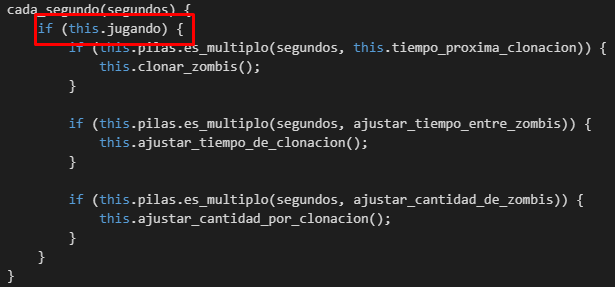 cada_segundo(segundos) {
    if (this.jugando) {
        if (this.pilas.es_multiplo(segundos, this.tiempo_proxima_clonacion)) {
            this.clonar_zombis();
        }

        if (this.pilas.es_multiplo(segundos, ajustar_tiempo_entre_zombis)) {
            this.ajustar_tiempo_de_clonacion();
        }

        if (this.pilas.es_multiplo(segundos, ajustar_cantidad_de_zombis)) {
            this.ajustar_cantidad_por_clonacion();
        }
    }
}